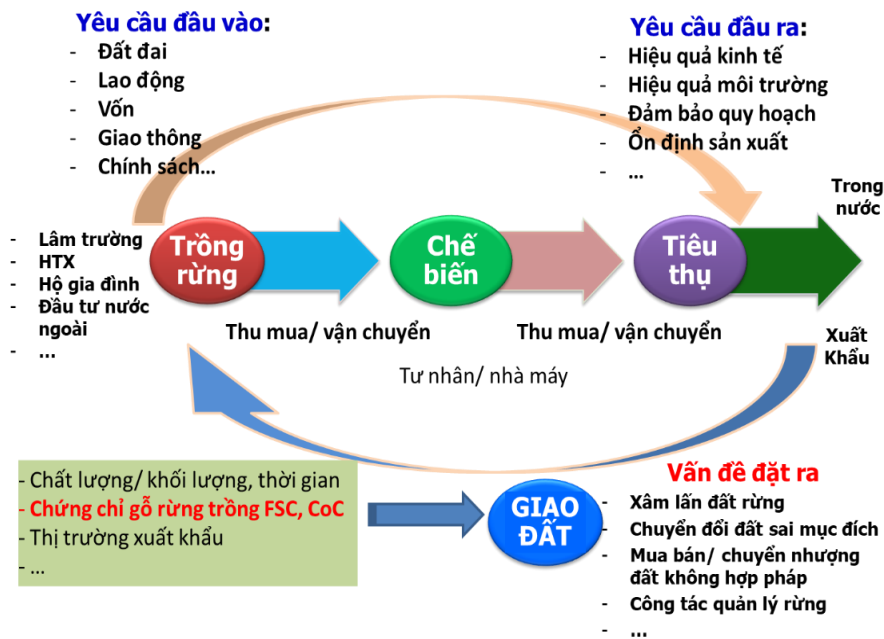 Yêu cầu đầu vào:
- Đất đai
- Lao động
- Vốn
- Giao thông
- Chính sách...
Yêu cầu đầu ra:
- Hiệu quả kinh tế
- Hiệu quả môi trường
- Đảm bảo quy hoạch
- Ổn định sản xuất
- ...
- Lâm trường
- HTX
- Hộ gia đình
- Đầu tư nước
ngoài
- ...
Trồng
rừng
Chế
biến
Tiêu
thụ
Trong
nước
Thu mua/ vận chuyển
Thu mua/ vận chuyển
Xuất
Khẩu
Tư nhân/ nhà máy
- Chất lượng/ khối lượng, thời gian
- Chứng chỉ gỗ rừng trồng FSC, CoC
- Thị trường xuất khẩu
- ...
GIAO
ĐẤT
Vấn đề đặt ra
- Xâm lấn đất rừng
- Chuyển đổi đất sai mục đích
- Mua bán/ chuyển nhượng
đất không hợp pháp
- Công tác quản lý rừng
- ...